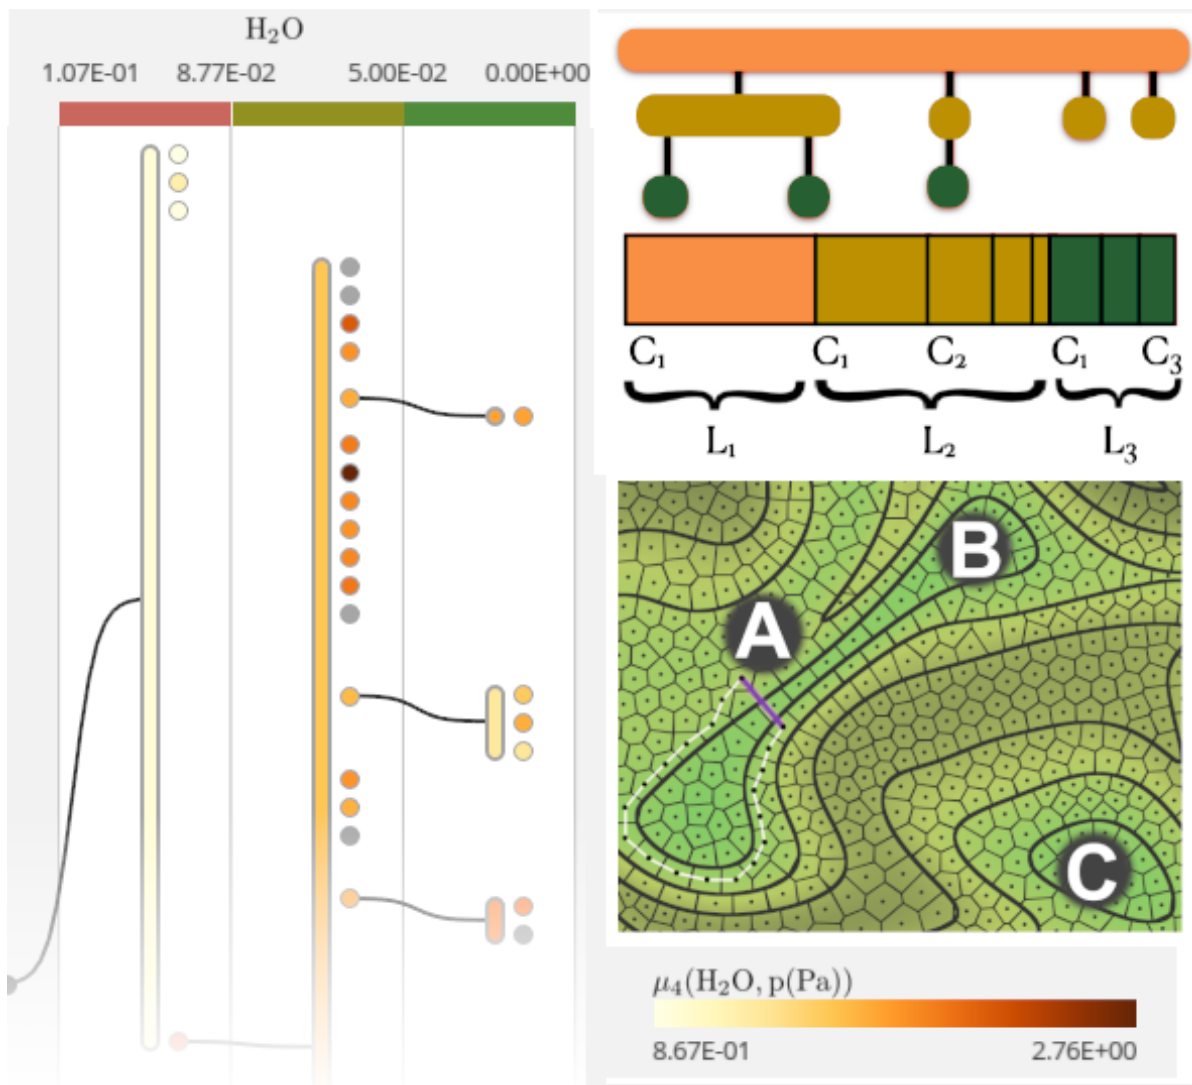 H₂O
1.07E-01 8.77E-02 5.00E-02 0.00E+00
C₁ C₁ C₂ C₁ C₃
L₁ L₂ L₃
B
A
C
μ₄(H₂O, p(Pa))
8.67E-01 2.76E+00